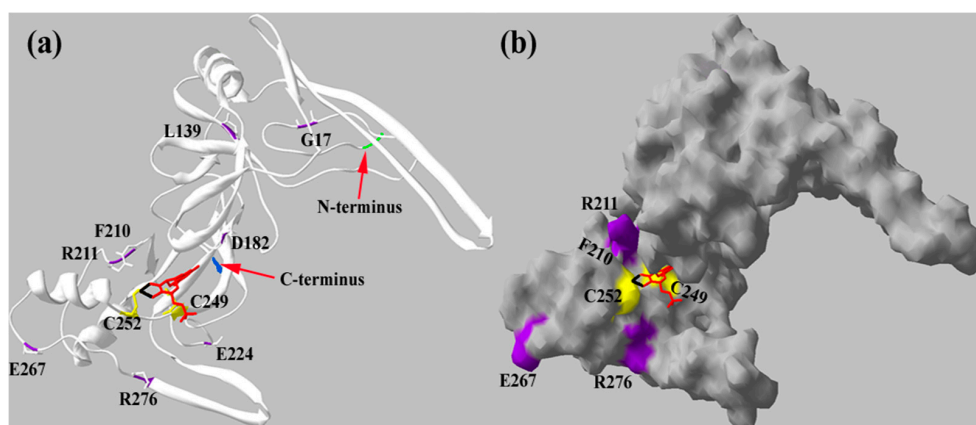 (a)
L139
G17
N-terminus
F210
R211
D182
C-terminus
C249
C252
E224
E267
R276
(b)
R211
F210
C252
C249
E267
R276